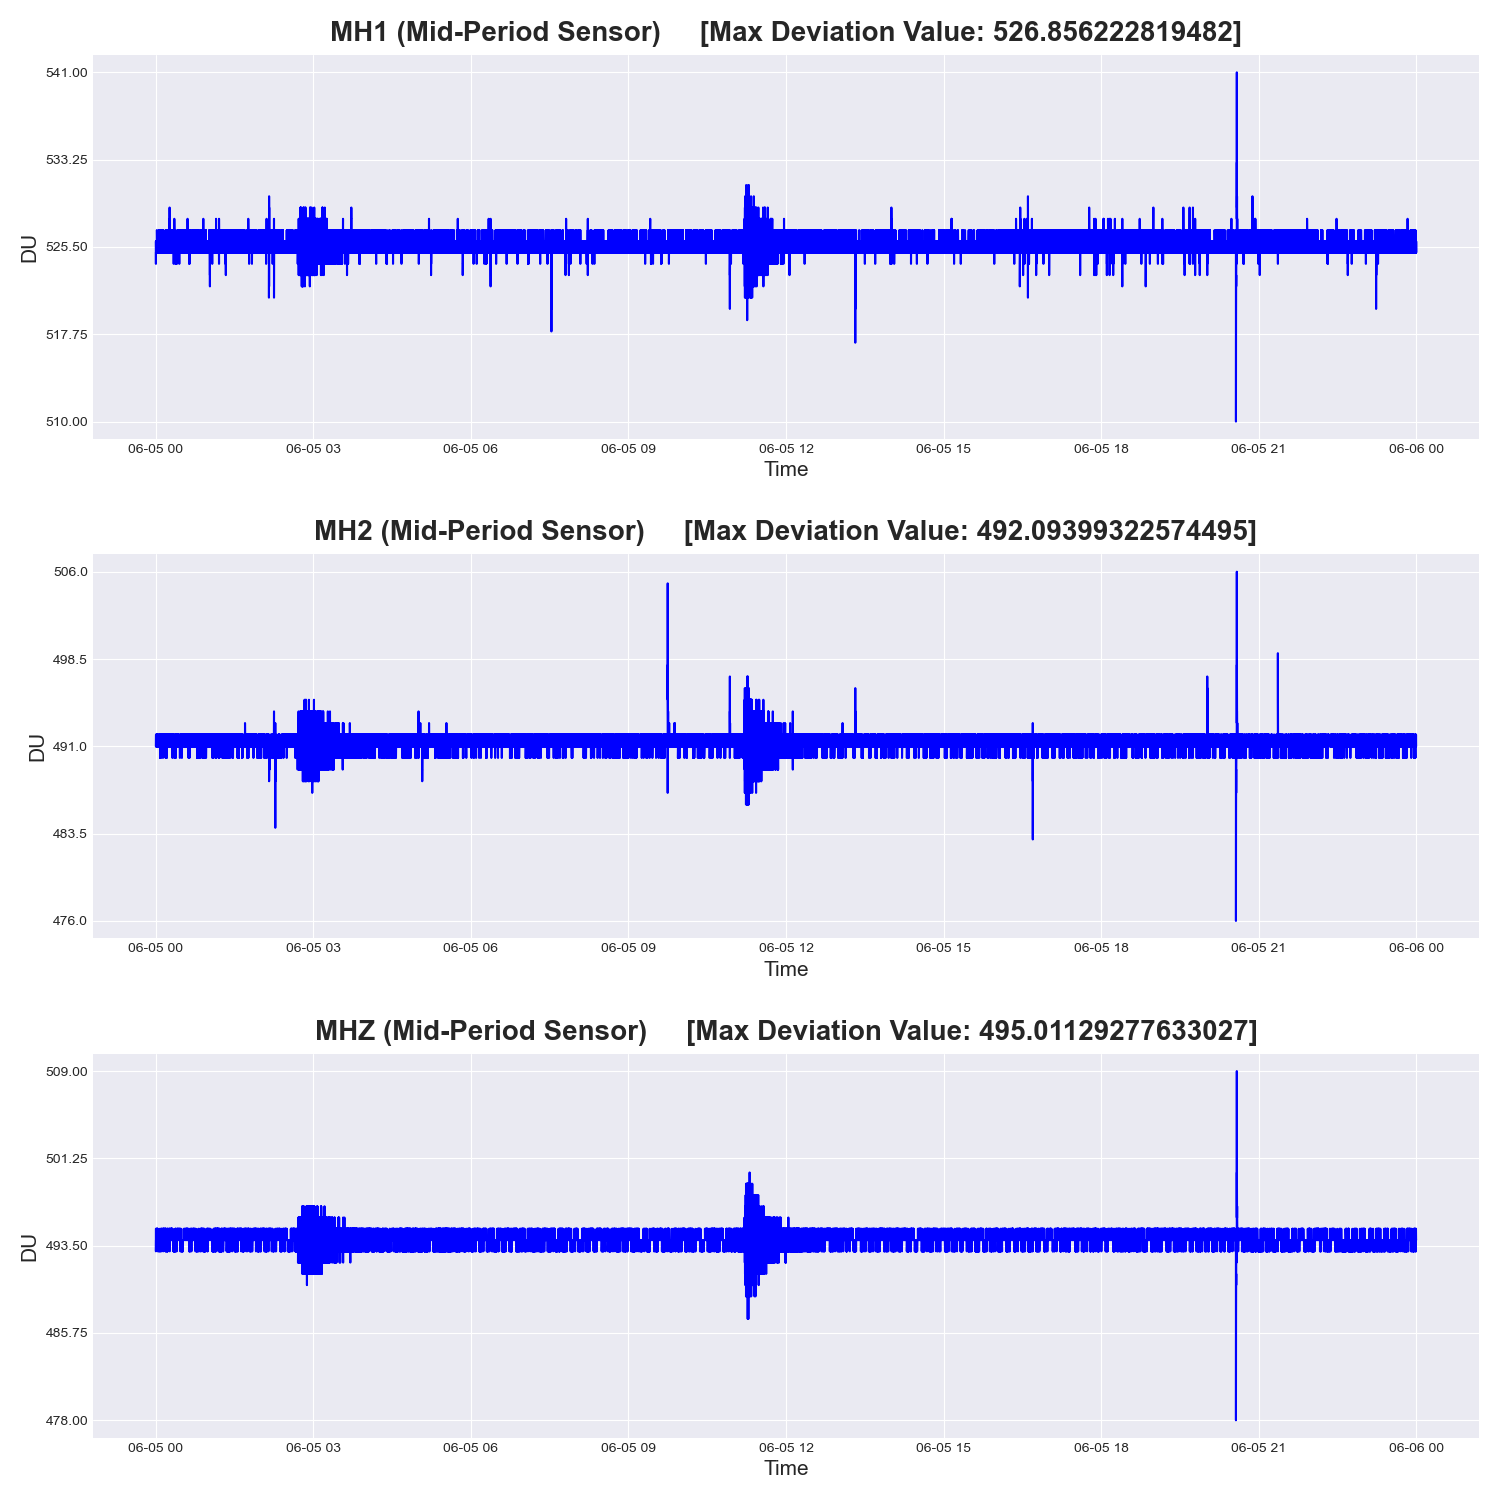 MH1 (Mid-Period Sensor) [Max Deviation Value: 526.856222819482]
541.00
533.25
525.50
517.75
510.00
DU
06-05 00 06-05 03 06-05 06 06-05 09 06-05 12 06-05 15 06-05 18 06-05 21 06-06 00
Time
MH2 (Mid-Period Sensor) [Max Deviation Value: 492.09399322574495]
506.0
498.5
491.0
483.5
476.0
DU
06-05 00 06-05 03 06-05 06 06-05 09 06-05 12 06-05 15 06-05 18 06-05 21 06-06 00
Time
MHZ (Mid-Period Sensor) [Max Deviation Value: 495.01129277633027]
509.00
501.25
493.50
485.75
478.00
DU
06-05 00 06-05 03 06-05 06 06-05 09 06-05 12 06-05 15 06-05 18 06-05 21 06-06 00
Time